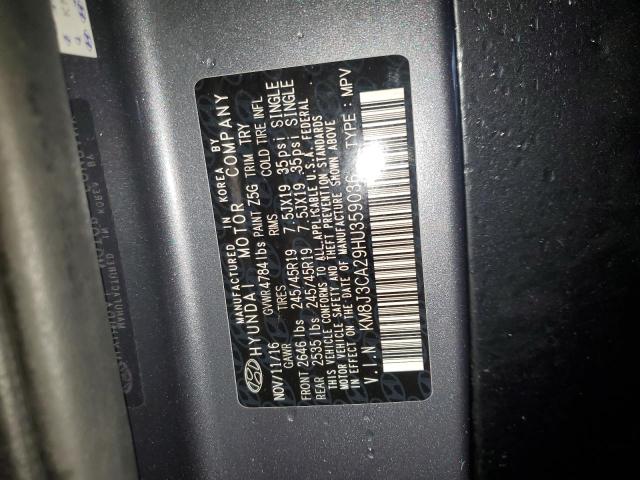 MANUFACTURED IN KOREA BY
HYUNDAI MOTOR COMPANY
NOV/11/16 GVWR 4784 lbs PAINT Z5G TRIM TRY
GAWR TIRES RIMS COLD TIRE INFL
FRONT 2646 lbs 245/45R19 7.5JX19 35psi SINGLE
REAR 2535 lbs 245/45R19 7.5JX19 35psi SINGLE
THIS VEHICLE CONFORMS TO ALL APPLICABLE U.S. FEDERAL
MOTOR VEHICLE SAFETY AND THEFT PREVENTION STANDARDS
IN EFFECT ON THE DATE OF MANUFACTURE SHOWN ABOVE
V.I.N: KM8J3CA29HU359036 TYPE : MPV